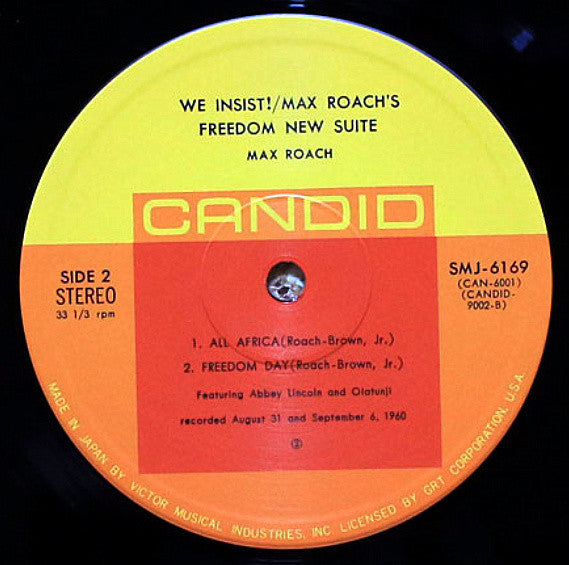 WE INSIST!/MAX ROACH'S
FREEDOM NEW SUITE
MAX ROACH
CANDID
SIDE 2
STEREO
33 1/3 rpm
SMJ-6169
(CAN-6001)
(CANDID-
9002-B)
1. ALL AFRICA(Roach-Brown, Jr.)
2. FREEDOM DAY(Roach-Brown, Jr.)
Featuring Abbey Lincoln and Olatunji
recorded August 31 and September 6, 1960
MADE IN JAPAN BY VICTOR MUSICAL INDUSTRIES, INC. LICENSED BY GRT CORPORATION, U.S.A.